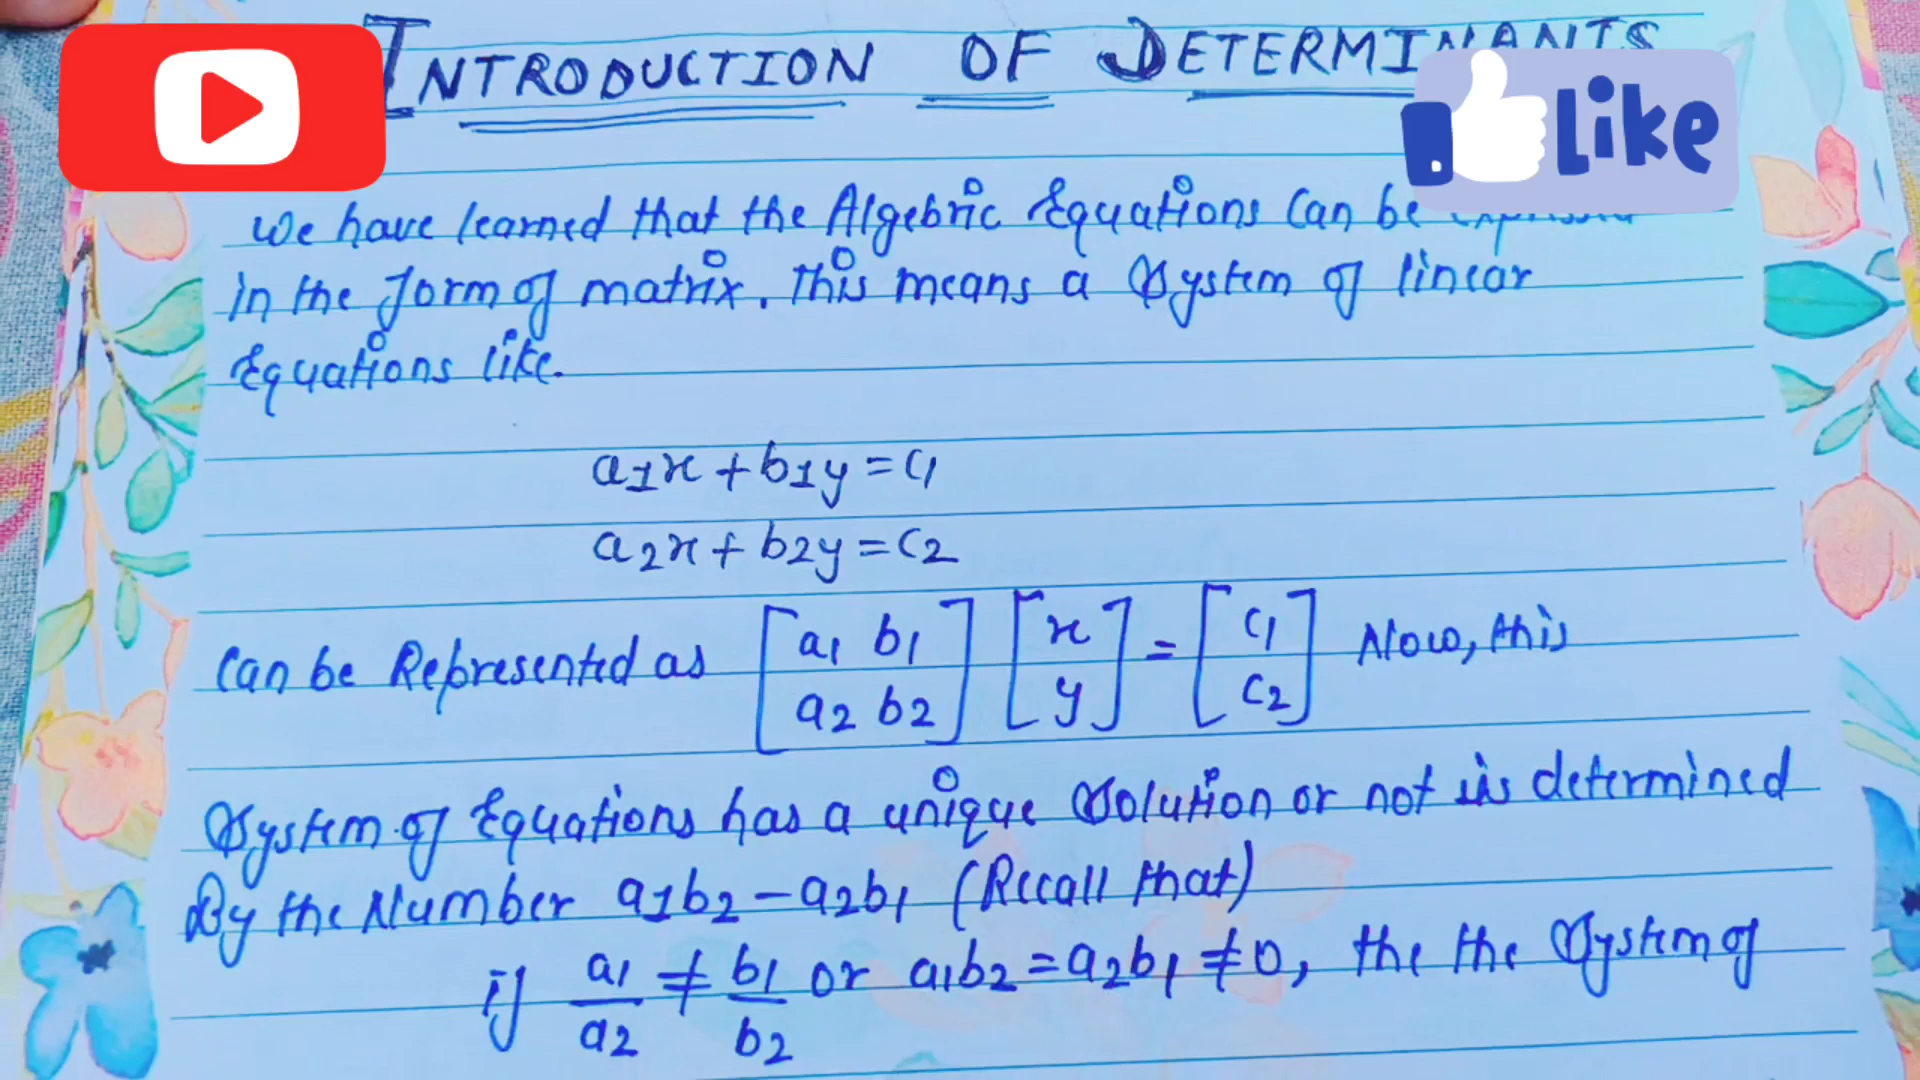 INTRODUCTION OF DETERMINANTS
Like
We have learned that the Algebric Equations Can be expressed
in the form of matrix. This means a System of linear
Equations like.
a1x + b1y = c1
a2x + b2y = c2
Can be Represented as [a1 b1 a2 b2] [x y] = [c1 c2] Now, this
System of Equations has a unique Solution or not is determined
By the Number a1b2 - a2b1 (Recall that)
if a1/a2 ≠ b1/b2 or a1b2 = a2b1 ≠ 0, the the System of